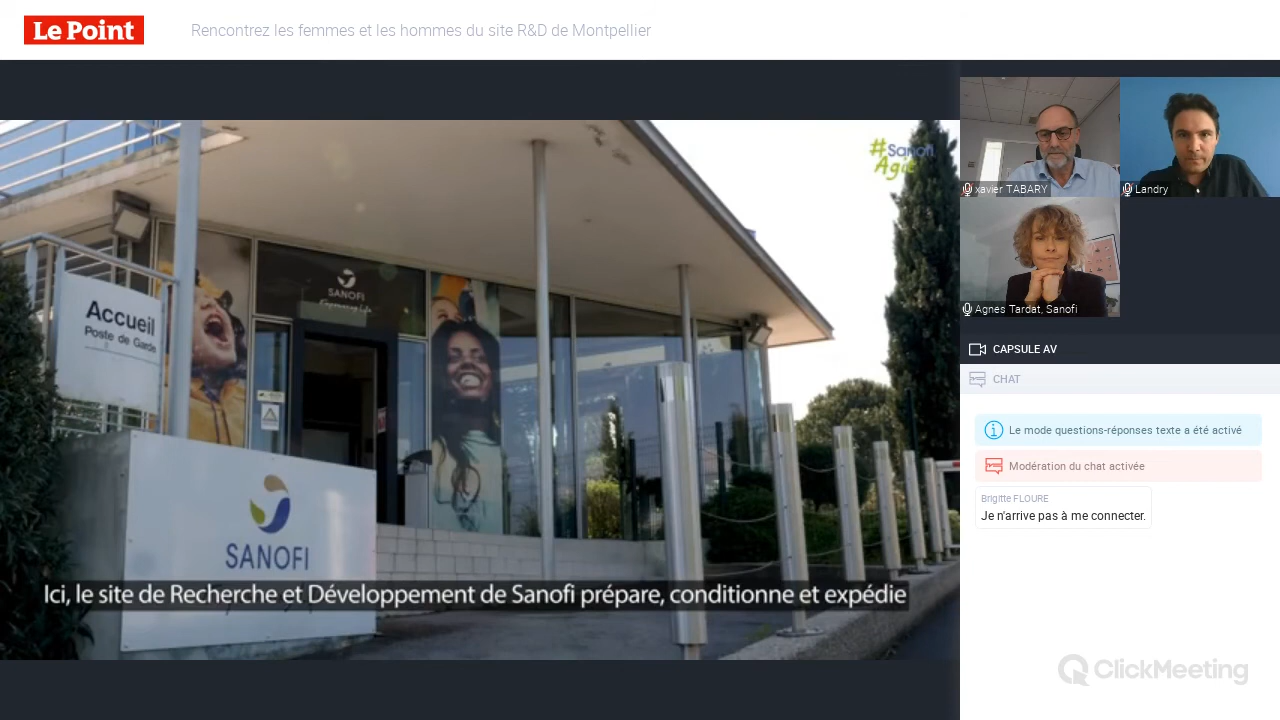 Le Point
Rencontrez les femmes et les hommes du site R&D de Montpellier
#Sanofi
Agit
SANOFI
Accueil
Poste de Garde
SANOFI
Ici, le site de Recherche et Développement de Sanofi prépare, conditionne et expédie
xavier TABARY
Landry
Agnes Tardat, Sanofi
CAPSULE AV
CHAT
Le mode questions-réponses texte a été activé
Modération du chat activée
Brigitte FLOURE
Je n'arrive pas à me connecter.
ClickMeeting